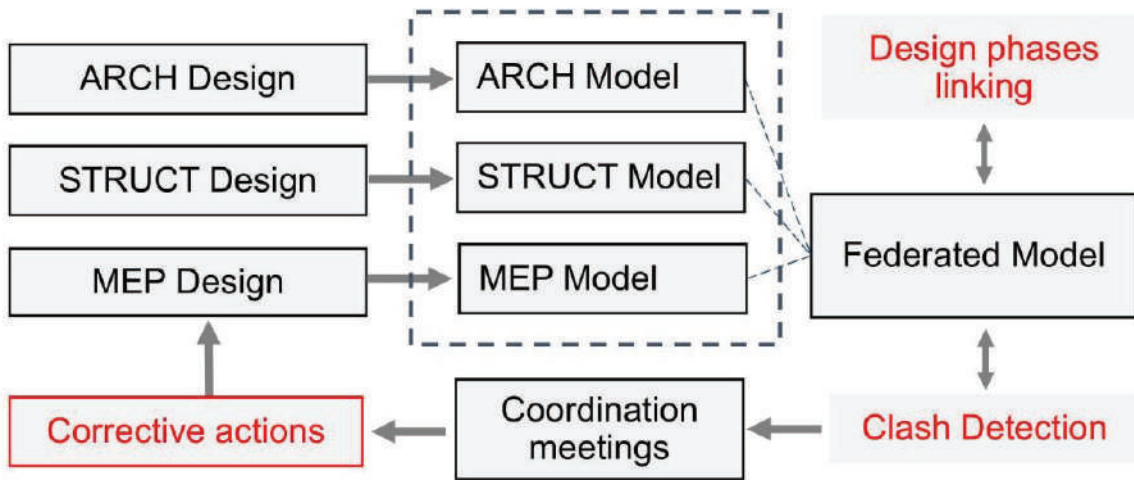 ARCH Design
ARCH Model
Design phases
linking
STRUCT Design
STRUCT Model
MEP Design
MEP Model
Federated Model
Corrective actions
Coordination
meetings
Clash Detection